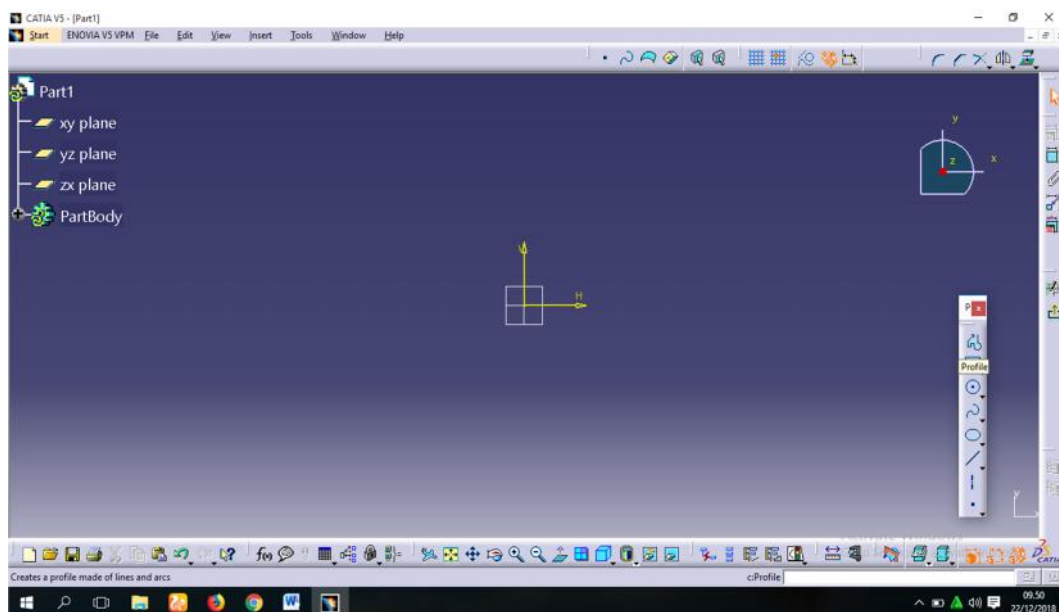 CATIA V5 - [Part1]
Start ENOVIA V5 VPM File Edit View Insert Tools Window Help
Part1
xy plane
yz plane
zx plane
PartBody
y
x
z
V
H
P
Profile
y
f(x)
CATIA
Creates a profile made of lines and arcs
c:Profile
09.50
22/12/2018